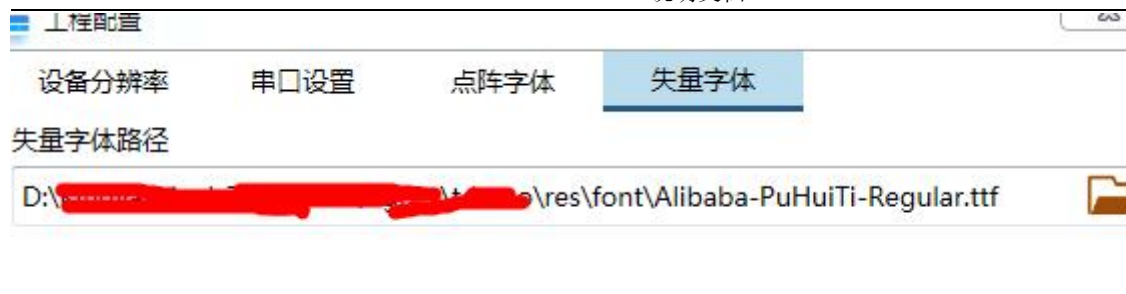 工程配置
设备分辨率 串口设置 点阵字体 失量字体
失量字体路径
D:\ \res\font\Alibaba-PuHuiTi-Regular.ttf